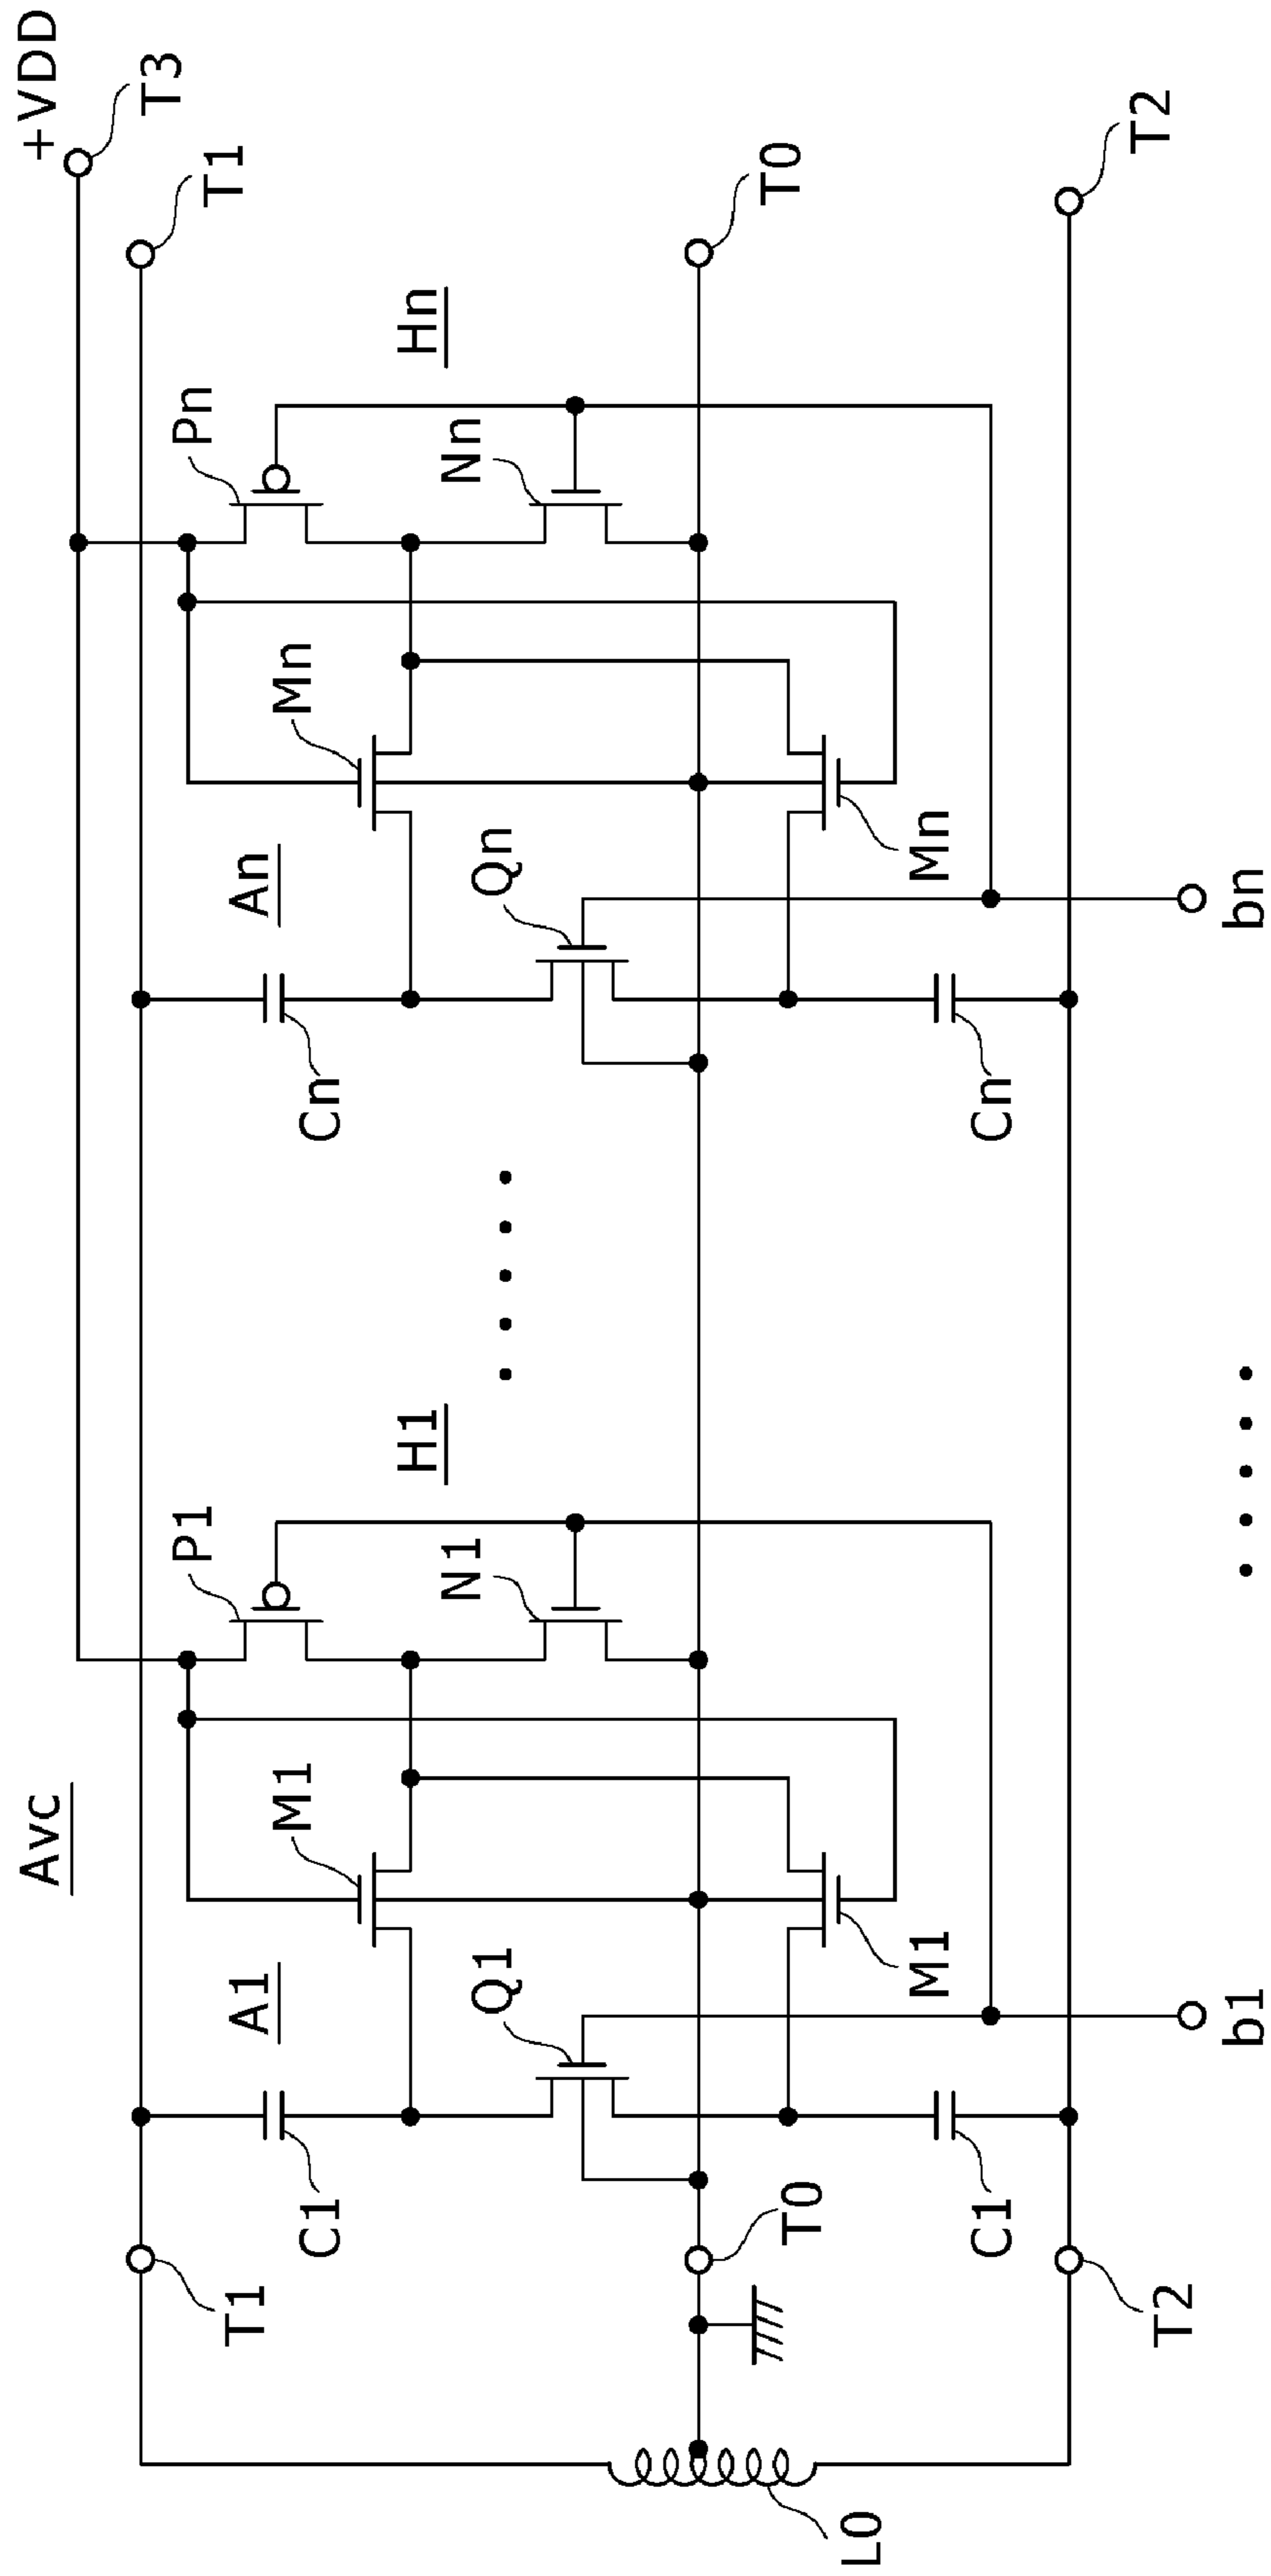 +VDD
T3
Avc
T1
T1
P1
Pn
A1
M1
H1
An
Mn
Hn
C1
Q1
N1
Cn
Qn
Nn
L0
T0
T0
C1
M1
Cn
Mn
T2
T2
b1
bn